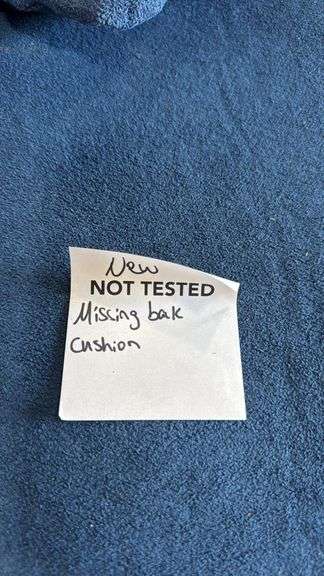 New
NOT TESTED
Missing bak
cushion